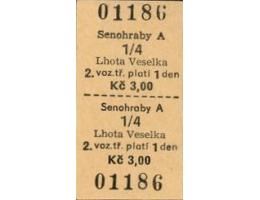 01186
Senohraby A
1/4
Lhota Veselka
2. voz.tř. platí 1 den
Kč 3,00
Senohraby A
1/4
Lhota Veselka
2. voz.tř. platí 1 den
Kč 3,00
01186